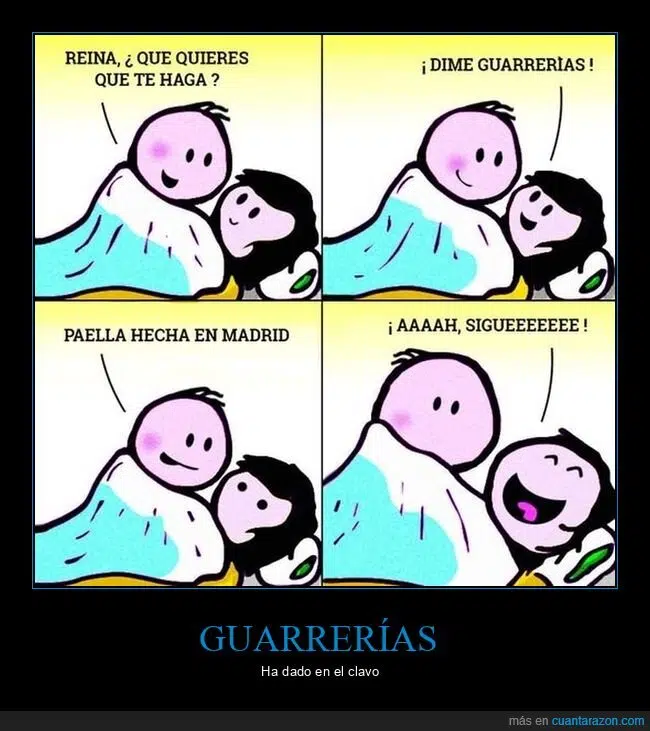 REINA, ¿ QUE QUIERES
QUE TE HAGA ?
¡ DIME GUARRERÌAS !
PAELLA HECHA EN MADRID
¡ AAAAH, SIGUEEEEEEE !
GUARRERÍAS
Ha dado en el clavo
más en cuantarazon.com